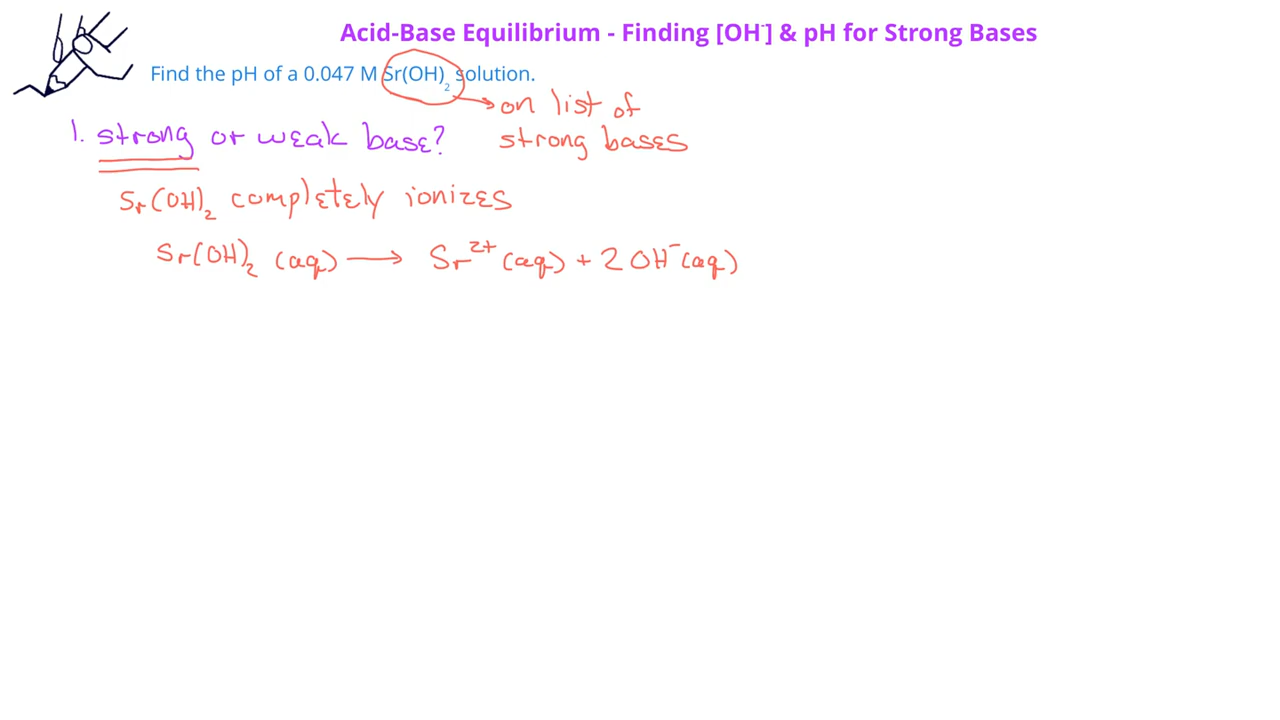 Acid-Base Equilibrium - Finding [OH⁻] & pH for Strong Bases
Find the pH of a 0.047 M Sr(OH)₂ solution.
on list of
strong bases
1. strong or weak base?
Sr(OH)₂ completely ionizes
Sr(OH)₂ (aq) → Sr²⁺ (aq) + 2 OH⁻ (aq)